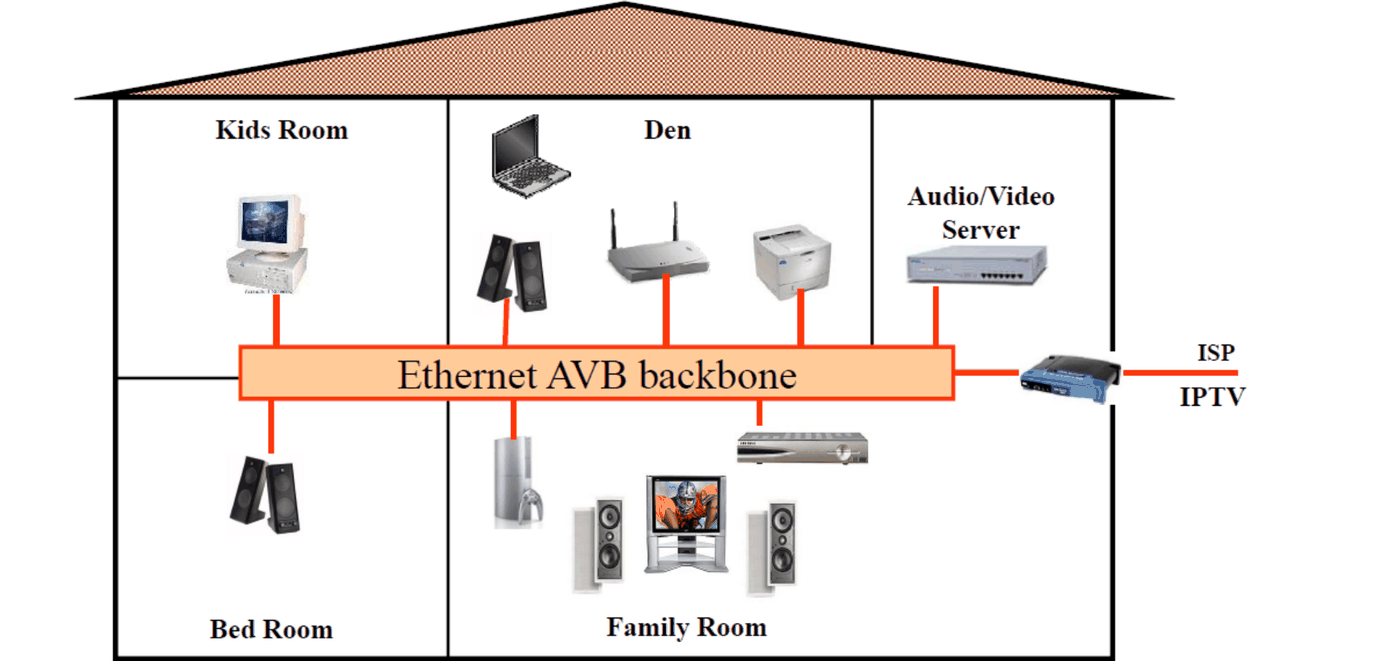 Kids Room
Den
Audio/Video
Server
Ethernet AVB backbone
ISP
IPTV
Bed Room
Family Room